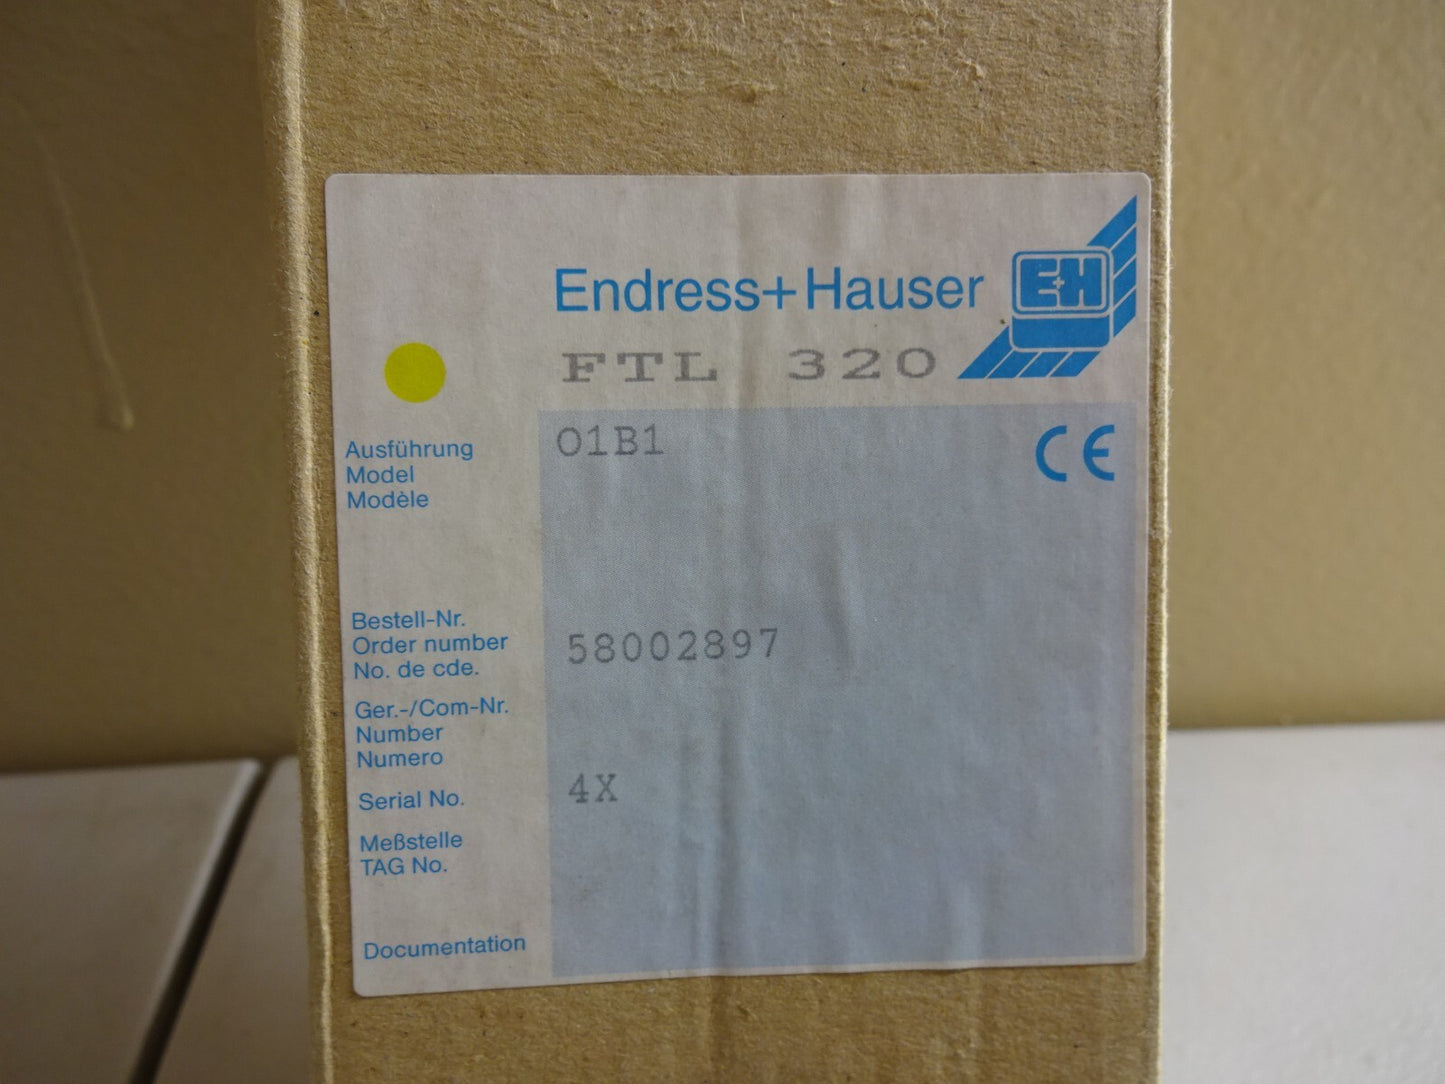 Endress+Hauser E+H
FTL 320
Ausführung
Model
Modèle
O1B1
CE
Bestell-Nr.
Order number
No. de cde.
58002897
Ger.-/Com-Nr.
Number
Numero
Serial No.
4X
Meßstelle
TAG No.
Documentation